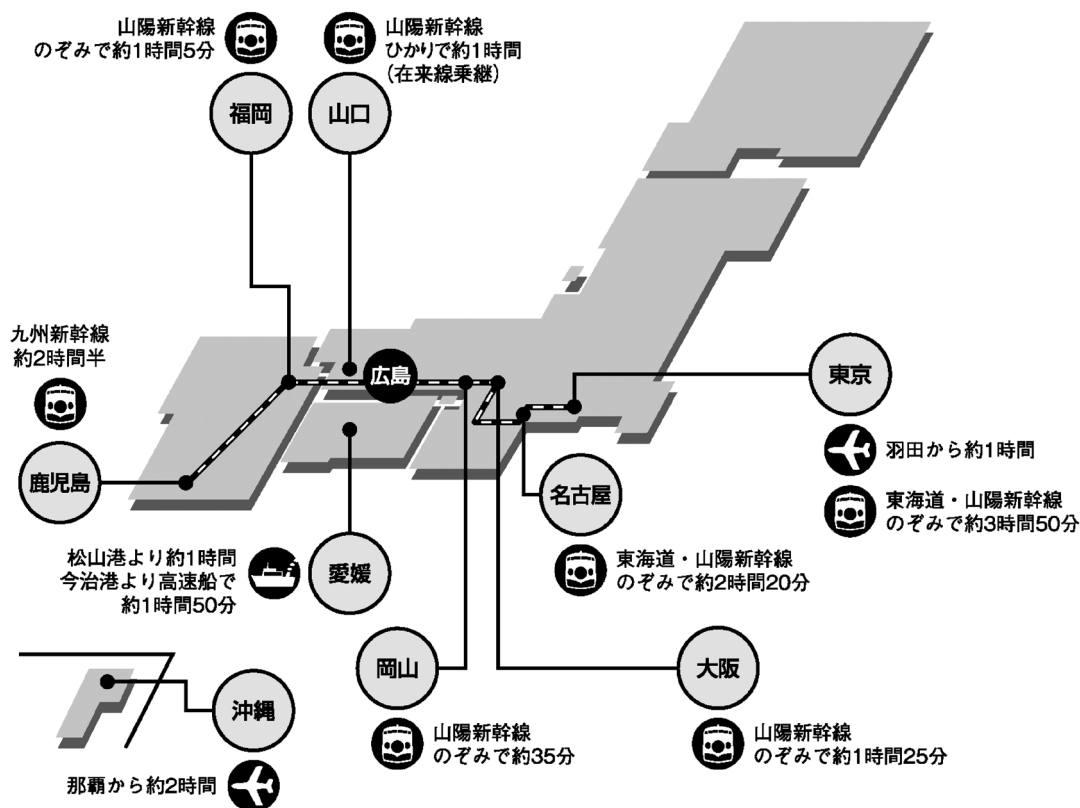 山陽新幹線
のぞみで約1時間5分
福岡
山陽新幹線
ひかりで約1時間
(在来線乗継)
山口
九州新幹線
約2時間半
鹿児島
広島
東京
羽田から約1時間
東海道・山陽新幹線
のぞみで約3時間50分
名古屋
東海道・山陽新幹線
のぞみで約2時間20分
松山港より約1時間
今治港より高速船で
約1時間50分
愛媛
岡山
山陽新幹線
のぞみで約35分
大阪
山陽新幹線
のぞみで約1時間25分
沖縄
那覇から約2時間